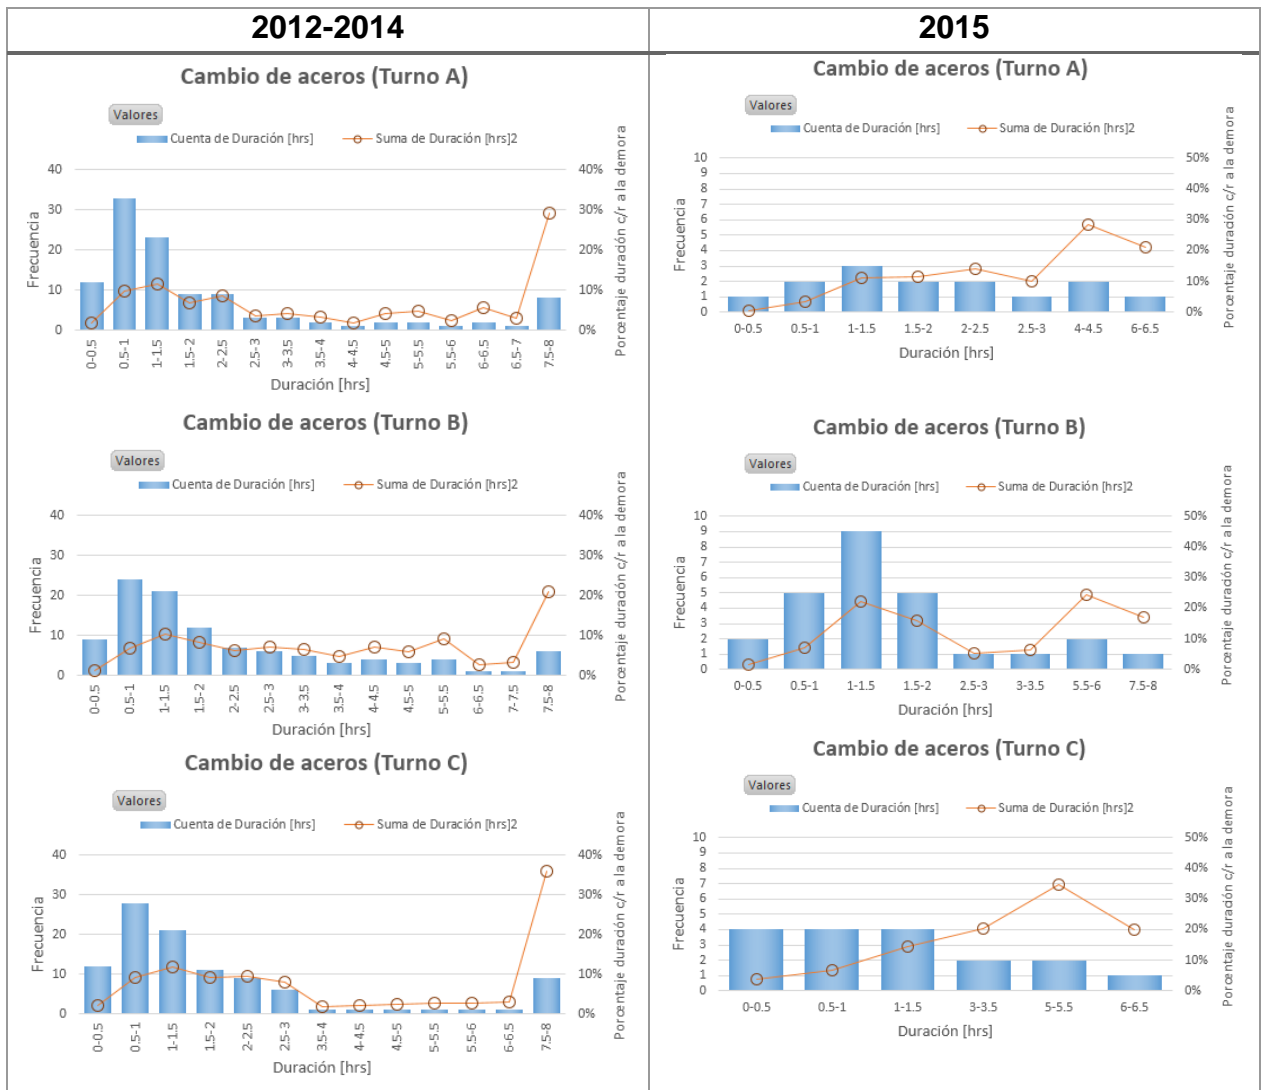 2012-2014
Cambio de aceros (Turno A)
Valores
Cuenta de Duración [hrs] Suma de Duración [hrs]2
Frecuencia
40
30
20
10
0
40%
30%
20%
10%
0%
Porcentaje duración c/r a la demora
0-0.5 0.5-1 1-1.5 1.5-2 2-2.5 2.5-3 3-3.5 3.5-4 4-4.5 4.5-5 5-5.5 5.5-6 6-6.5 6.5-7 7.5-8
Duración [hrs]
Cambio de aceros (Turno B)
Valores
Cuenta de Duración [hrs] Suma de Duración [hrs]2
Frecuencia
40
30
20
10
0
40%
30%
20%
10%
0%
Porcentaje duración c/r a la demora
0-0.5 0.5-1 1-1.5 1.5-2 2-2.5 2.5-3 3-3.5 3.5-4 4-4.5 4.5-5 5-5.5 6-6.5 7-7.5 7.5-8
Duración [hrs]
Cambio de aceros (Turno C)
Valores
Cuenta de Duración [hrs] Suma de Duración [hrs]2
Frecuencia
40
30
20
10
0
40%
30%
20%
10%
0%
Porcentaje duración c/r a la demora
0-0.5 0.5-1 1-1.5 1.5-2 2-2.5 2.5-3 3.5-4 4-4.5 4.5-5 5-5.5 5.5-6 6-6.5 7.5-8
Duración [hrs]
2015
Cambio de aceros (Turno A)
Valores
Cuenta de Duración [hrs] Suma de Duración [hrs]2
Frecuencia
10
9
8
7
6
5
4
3
2
1
0
50%
40%
30%
20%
10%
0%
Porcentaje duración c/r a la demora
0-0.5 0.5-1 1-1.5 1.5-2 2-2.5 2.5-3 4-4.5 6-6.5
Duración [hrs]
Cambio de aceros (Turno B)
Valores
Cuenta de Duración [hrs] Suma de Duración [hrs]2
Frecuencia
10
9
8
7
6
5
4
3
2
1
0
50%
40%
30%
20%
10%
0%
Porcentaje duración c/r a la demora
0-0.5 0.5-1 1-1.5 1.5-2 2.5-3 3-3.5 5.5-6 7.5-8
Duración [hrs]
Cambio de aceros (Turno C)
Valores
Cuenta de Duración [hrs] Suma de Duración [hrs]2
Frecuencia
10
9
8
7
6
5
4
3
2
1
0
50%
40%
30%
20%
10%
0%
Porcentaje duración c/r a la demora
0-0.5 0.5-1 1-1.5 3-3.5 5-5.5 6-6.5
Duración [hrs]